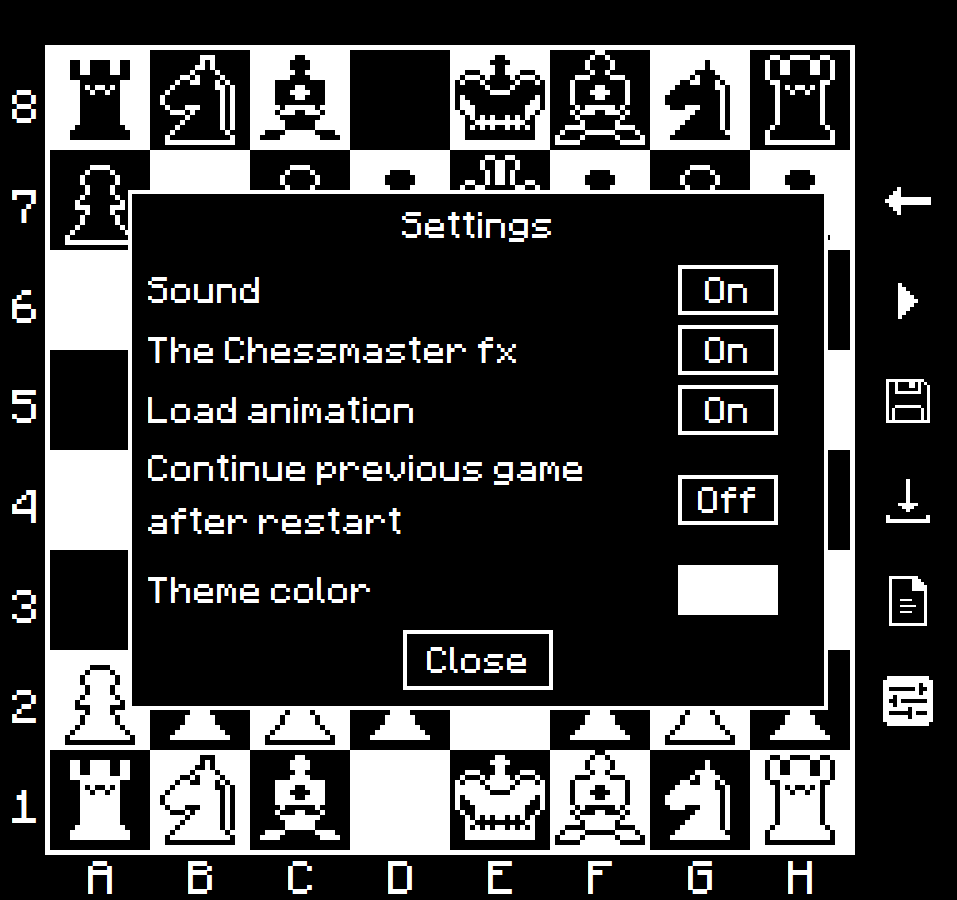 8
7
Settings
6
Sound On
The Chessmaster fx On
5
Load animation On
Continue previous game
4
Off
after restart
3
Theme color
Close
2
1
A B C D E F G H